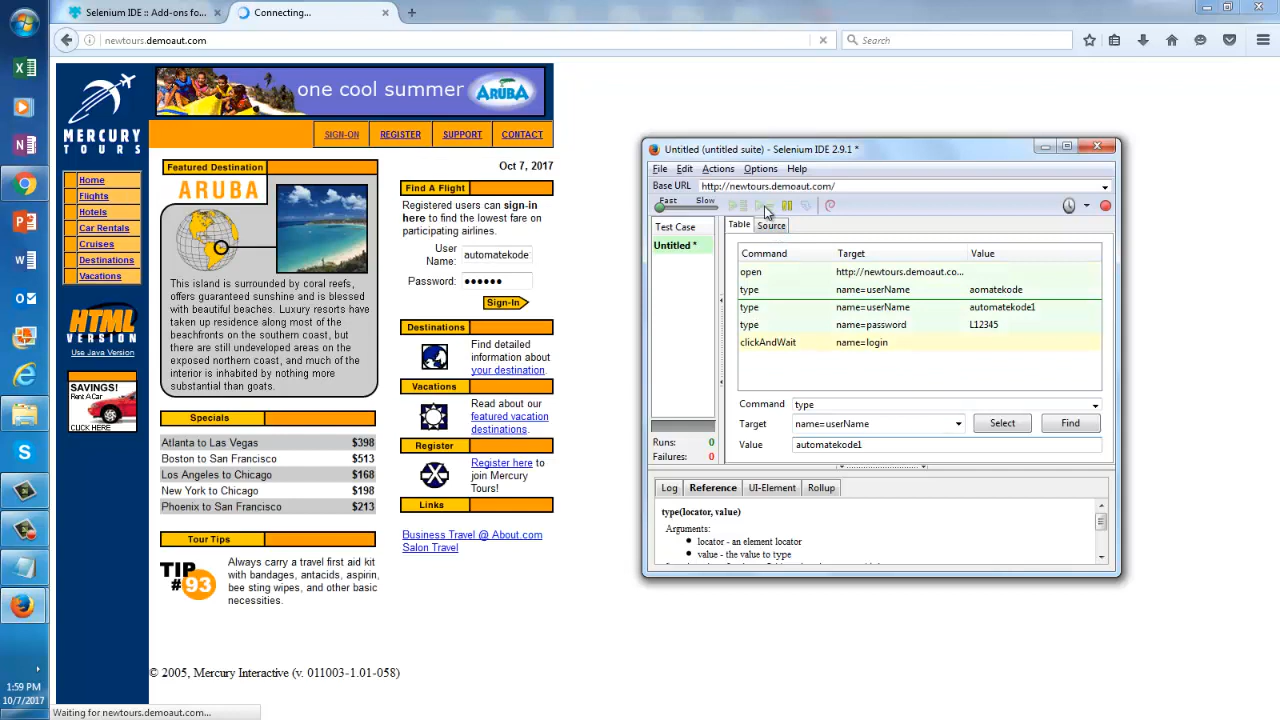 Selenium IDE :: Add-ons fo...
Connecting...
newtours.demoaut.com
Search
one cool summer
ARUBA
MERCURY
TOURS
SIGN-ON
REGISTER
SUPPORT
CONTACT
Home
Flights
Hotels
Car Rentals
Cruises
Destinations
Vacations
HTML
VERSION
Use Java Version
SAVINGS!
Rent A Car
CLICK HERE
Featured Destination
ARUBA
This island is surrounded by coral reefs,
offers guaranteed sunshine and is blessed
with beautiful beaches. Luxury resorts have
taken up residence along most of the
beachfronts on the southern coast, but
there are still undeveloped areas on the
exposed northern coast, and much of the
interior is inhabited by nothing more
substantial than goats.
Specials
Atlanta to Las Vegas $398
Boston to San Francisco $513
Los Angeles to Chicago $168
New York to Chicago $198
Phoenix to San Francisco $213
Tour Tips
TIP
#93
Always carry a travel first aid kit
with bandages, antacids, aspirin,
bee sting wipes, and other basic
necessities.
Oct 7, 2017
Find A Flight
Registered users can sign-in
here to find the lowest fare on
participating airlines.
User
Name: automatekode
Password: ●●●●●●
Sign-In
Destinations
Find detailed
information about
your destination.
Vacations
Read about our
featured vacation
destinations.
Register
Register here to
join Mercury
Tours!
Links
Business Travel @ About.com
Salon Travel
© 2005, Mercury Interactive (v. 011003-1.01-058)
Waiting for newtours.demoaut.com...
1:59 PM
10/7/2017
Untitled (untitled suite) - Selenium IDE 2.9.1 *
File Edit Actions Options Help
Base URL http://newtours.demoaut.com/
Fast Slow
Test Case
Untitled *
Table Source
Command Target Value
open http://newtours.demoaut.co...
type name=userName aomatekode
type name=userName automatekode1
type name=password L12345
clickAndWait name=login
Command type
Target name=userName Select Find
Value automatekode1
Runs: 0
Failures: 0
Log Reference UI-Element Rollup
type(locator, value)
Arguments:
● locator - an element locator
● value - the value to type